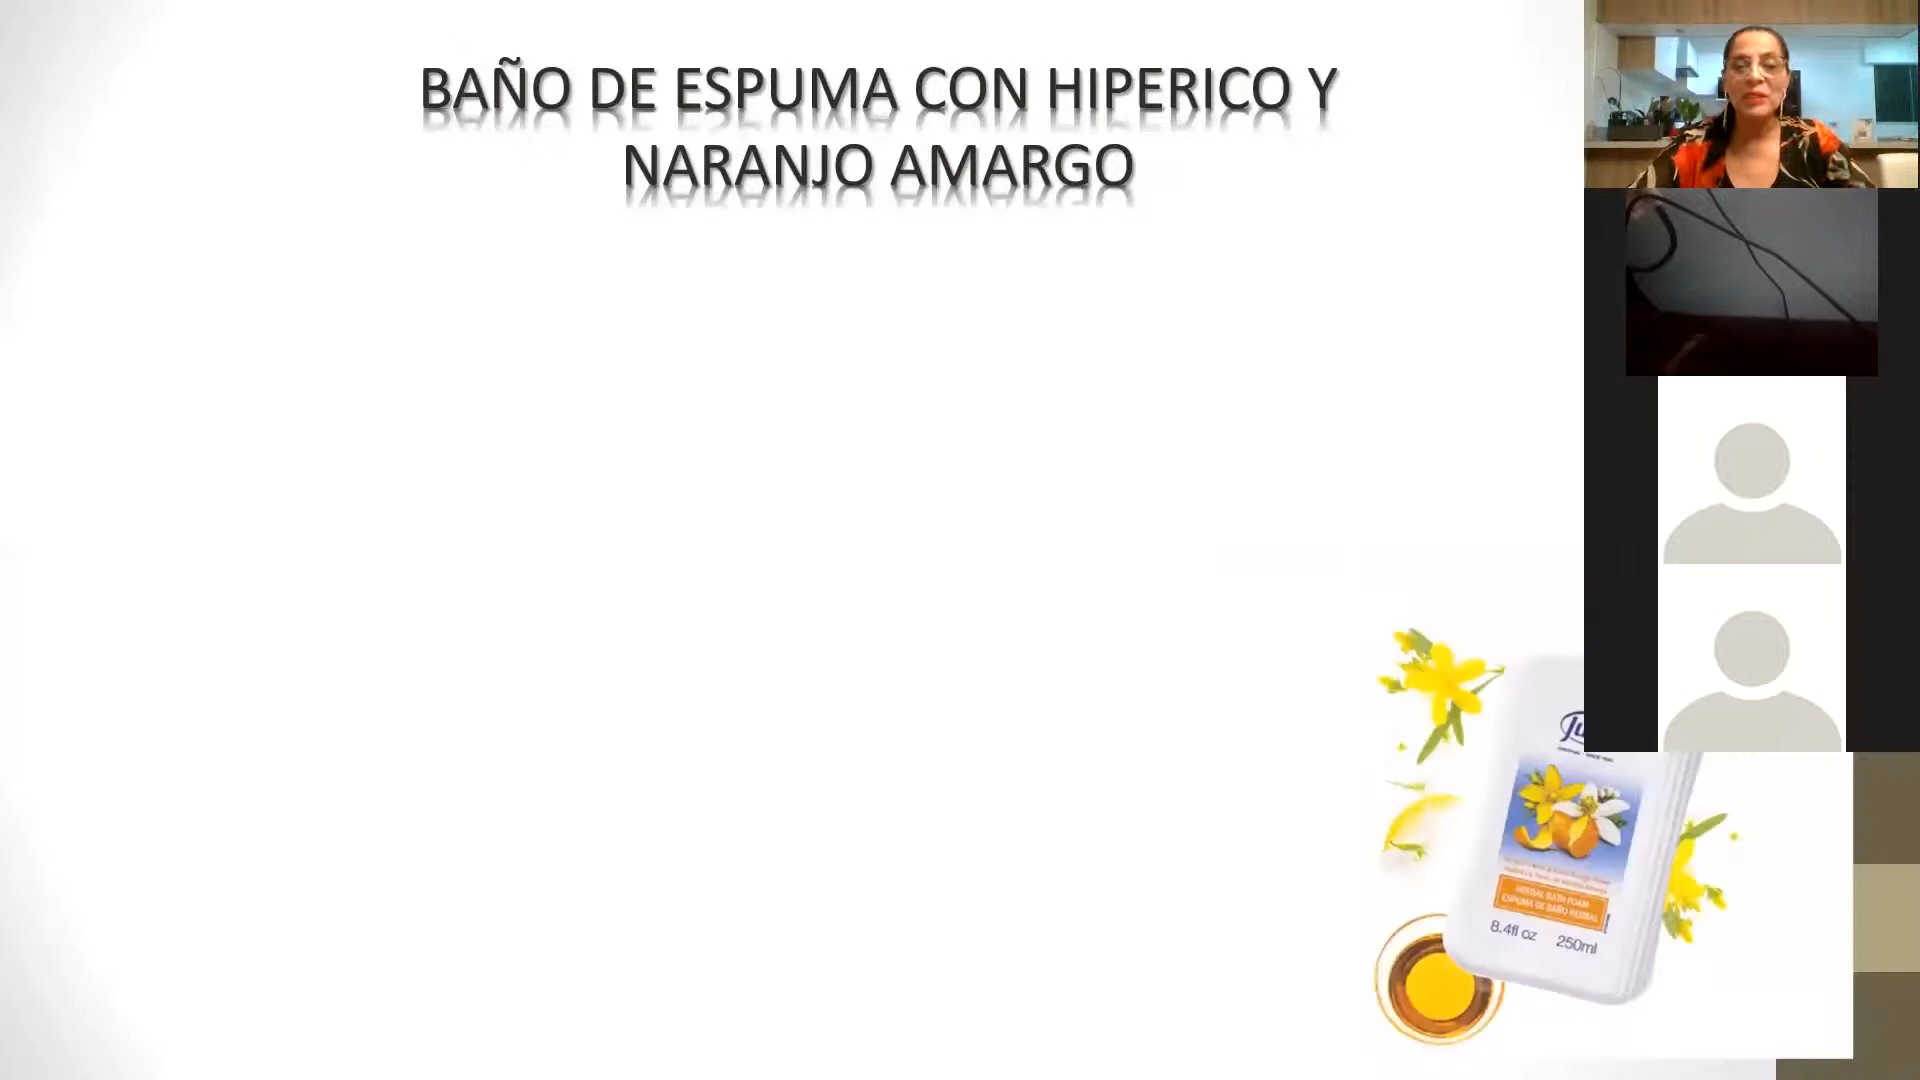 BAÑO DE ESPUMA CON HIPERICO Y
NARANJO AMARGO
HERBAL BATH FOAM
ESPUMA DE BAÑO HERBAL
8.4fl oz 250ml